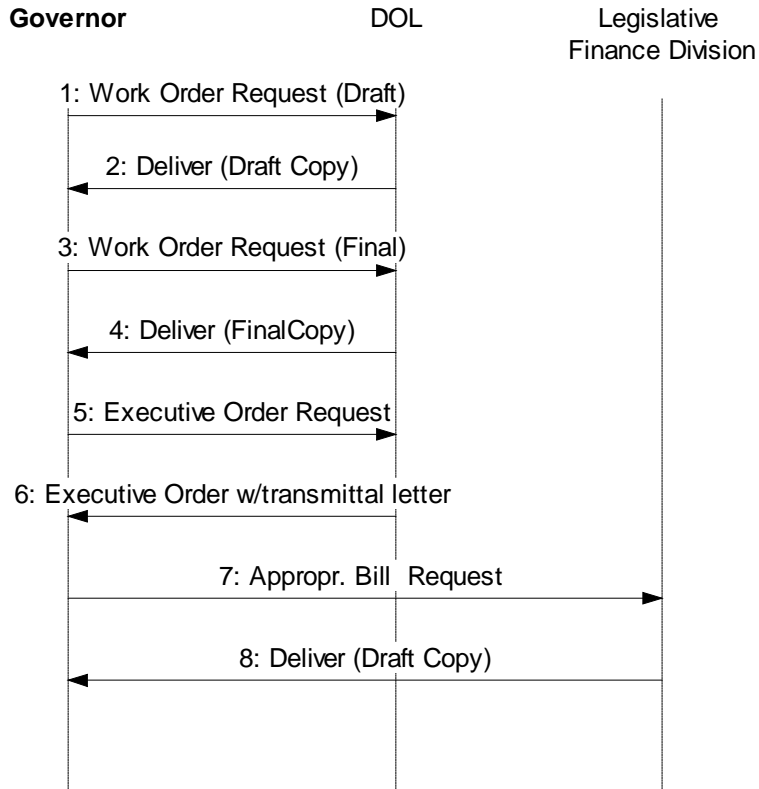 Governor DOL Legislative
Finance Division
1: Work Order Request (Draft)
2: Deliver (Draft Copy)
3: Work Order Request (Final)
4: Deliver (FinalCopy)
5: Executive Order Request
6: Executive Order w/transmittal letter
7: Appropr. Bill Request
8: Deliver (Draft Copy)